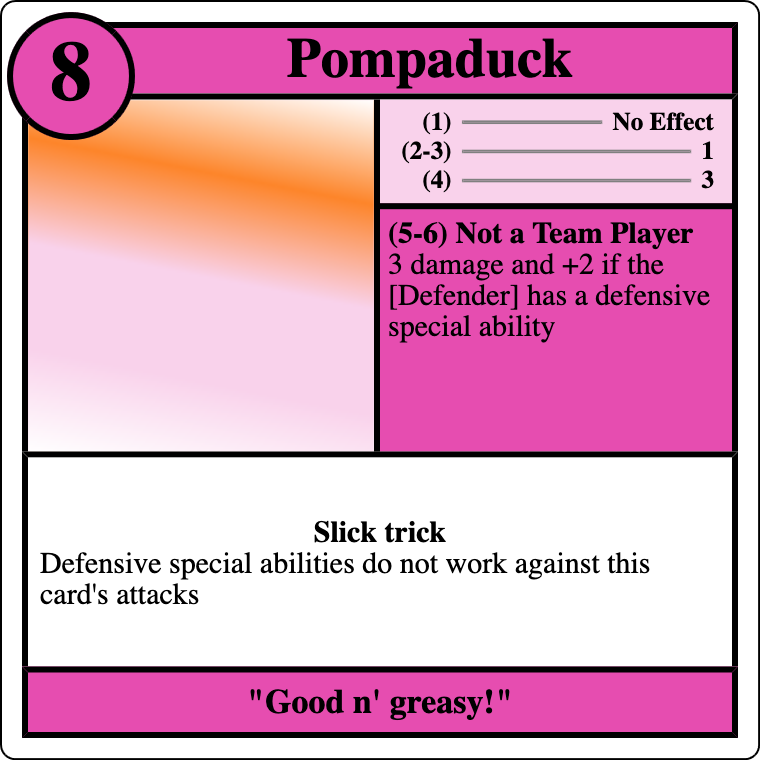 8
Pompaduck
(1) No Effect
(2-3) 1
(4) 3
(5-6) Not a Team Player
3 damage and +2 if the
[Defender] has a defensive
special ability
Slick trick
Defensive special abilities do not work against this
card's attacks
"Good n' greasy!"